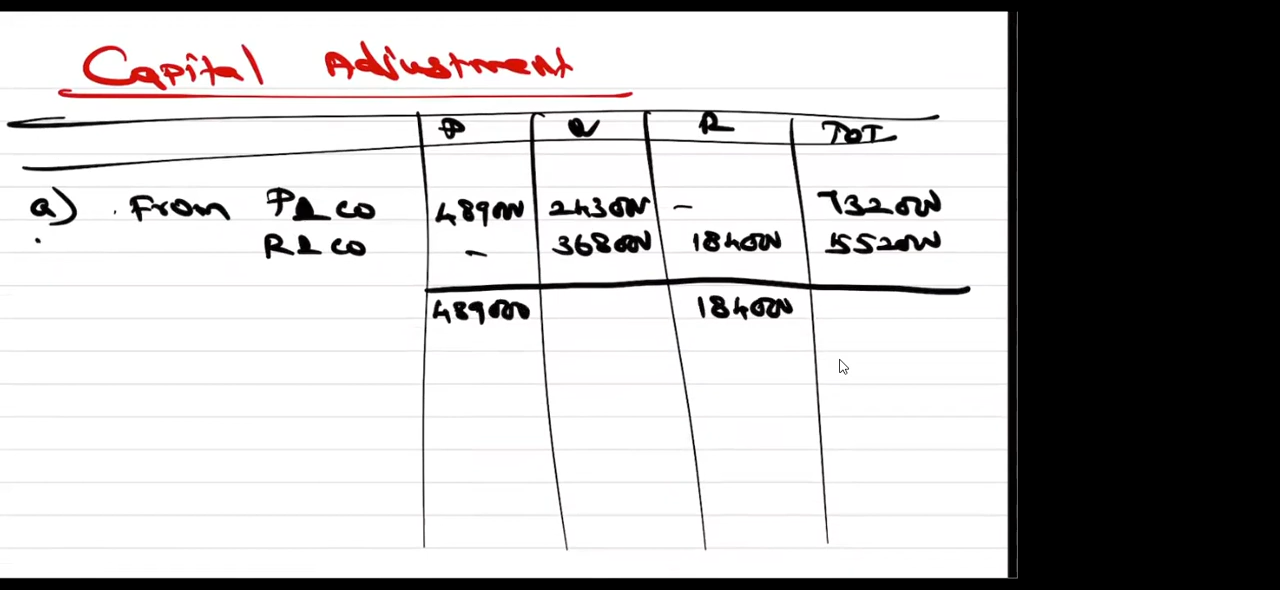 Capital Adjustment
P Q R TOT
a) . From P & CO 489000 243000 - 732000
R & CO - 368000 184000 552000
489000 184000